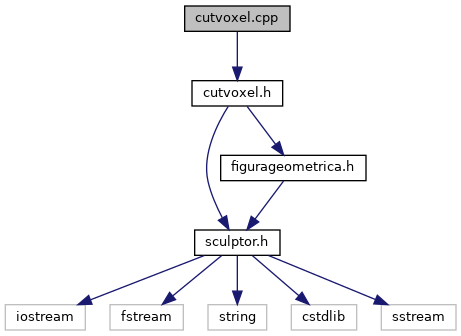 cutvoxel.cpp
cutvoxel.h
figurageometrica.h
sculptor.h
iostream
fstream
string
cstdlib
sstream